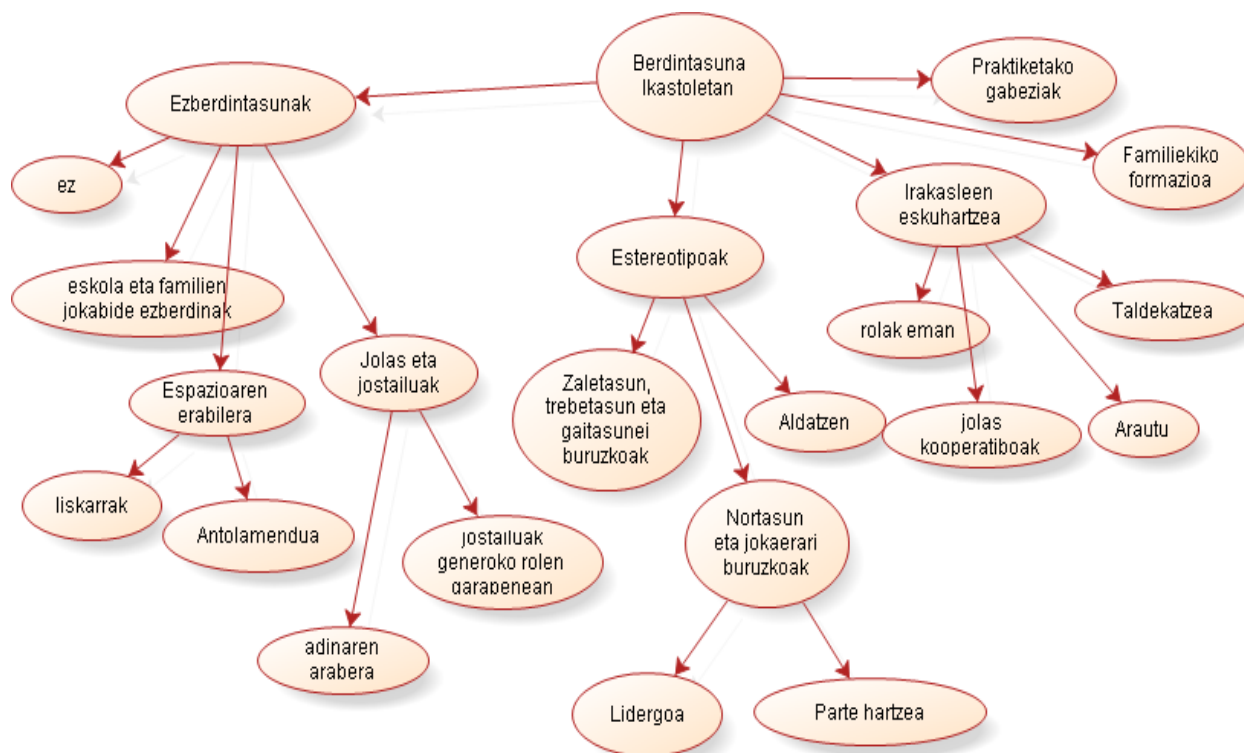 Berdintasuna
Ikastoletan
Praktiketako
gabeziak
Ezberdintasunak
Familiekiko
formazioa
ez
Irakasleen
eskuhartzea
Estereotipoak
eskola eta familien
jokabide ezberdinak
Taldekatzea
rolak eman
Jolas eta
jostailuak
Espazioaren
erabilera
Zaletasun,
trebetasun eta
gaitasunei
buruzkoak
Aldatzen
jolas
kooperatiboak
Arautu
liskarrak
Antolamendua
jostailuak
generoko rolen
garapenean
Nortasun
eta jokaerari
buruzkoak
adinaren
arabera
Lidergoa
Parte hartzea